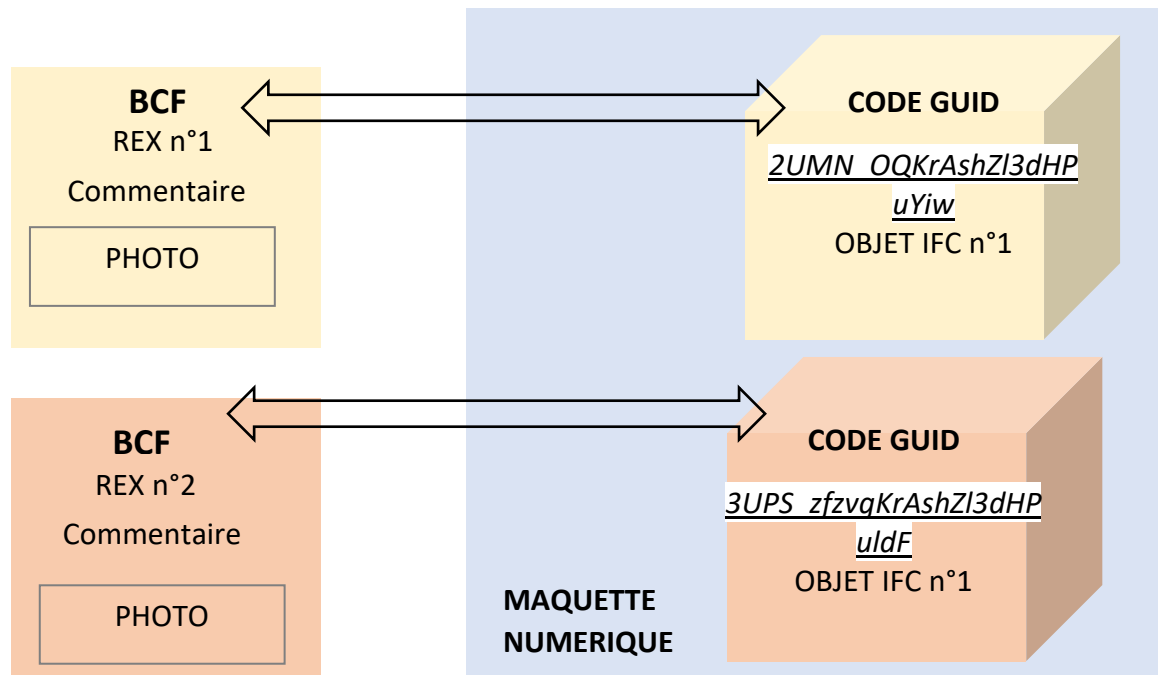 BCF
REX n°1
Commentaire
PHOTO
CODE GUID
2UMN_OQKrAshZl3dHP
uYiw
OBJET IFC n°1
BCF
REX n°2
Commentaire
PHOTO
CODE GUID
3UPS_zfzvqKrAshZl3dHP
uldF
OBJET IFC n°1
MAQUETTE
NUMERIQUE